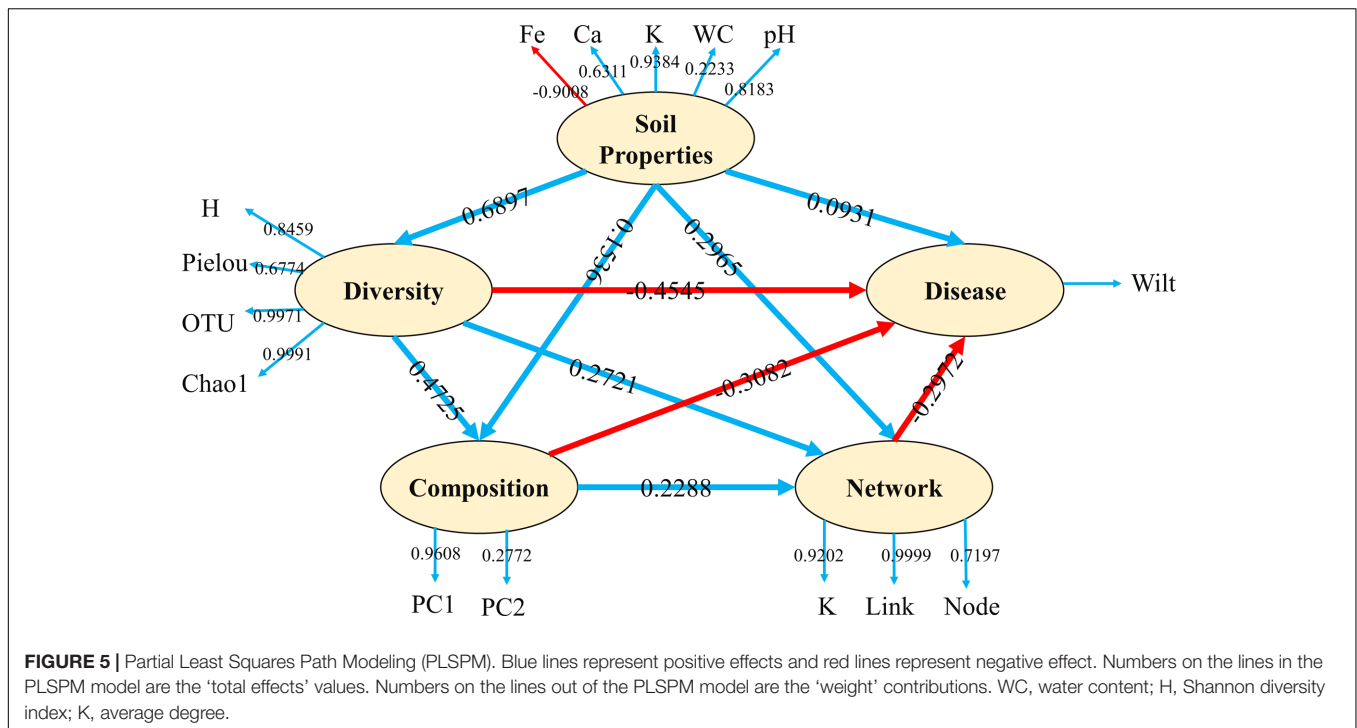 Fe Ca K WC pH
-0.9008 0.6311 0.9384 0.2233 0.8183
Soil
Properties
0.6897 0.1536 0.2965 0.0931
H
0.8459
Pielou 0.6774
OTU 0.9971
Chao1 0.9991
Diversity
-0.4545
Disease
Wilt
0.4725 0.2721 -0.3082 -0.2972
Composition
0.2288
Network
0.9608 0.2772
0.9202 0.9999 0.7197
PC1 PC2
K Link Node
FIGURE 5 | Partial Least Squares Path Modeling (PLSPM). Blue lines represent positive effects and red lines represent negative effect. Numbers on the lines in the
PLSPM model are the ‘total effects’ values. Numbers on the lines out of the PLSPM model are the ‘weight’ contributions. WC, water content; H, Shannon diversity
index; K, average degree.